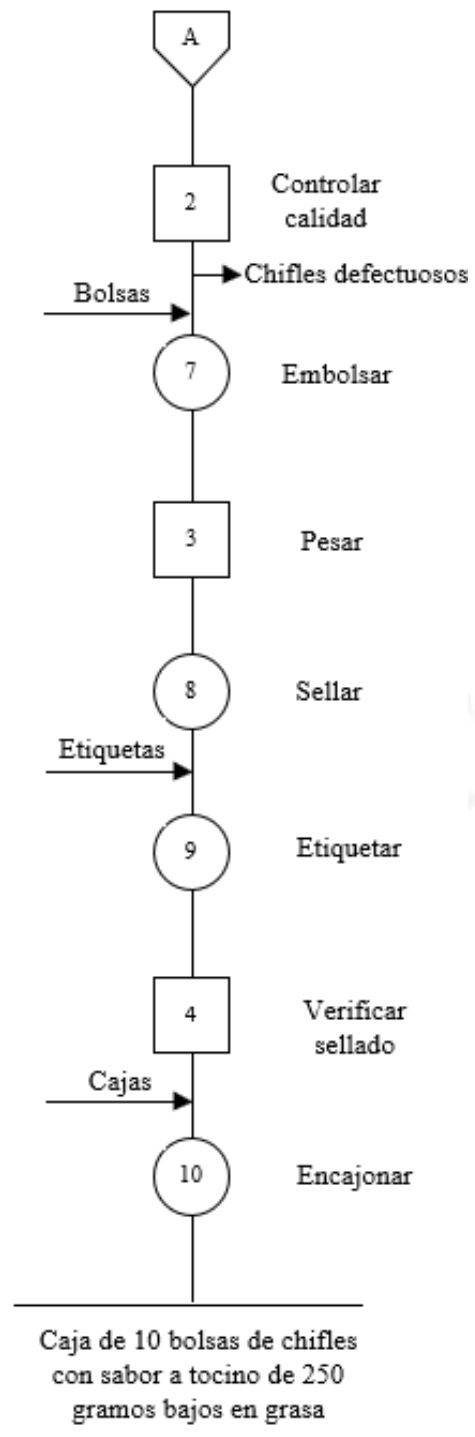 A
2
Controlar
calidad
Chifles defectuosos
Bolsas
7
Embolsar
3
Pesar
8
Sellar
Etiquetas
9
Etiquetar
4
Verificar
sellado
Cajas
10
Encajonar
Caja de 10 bolsas de chifles
con sabor a tocino de 250
gramos bajos en grasa